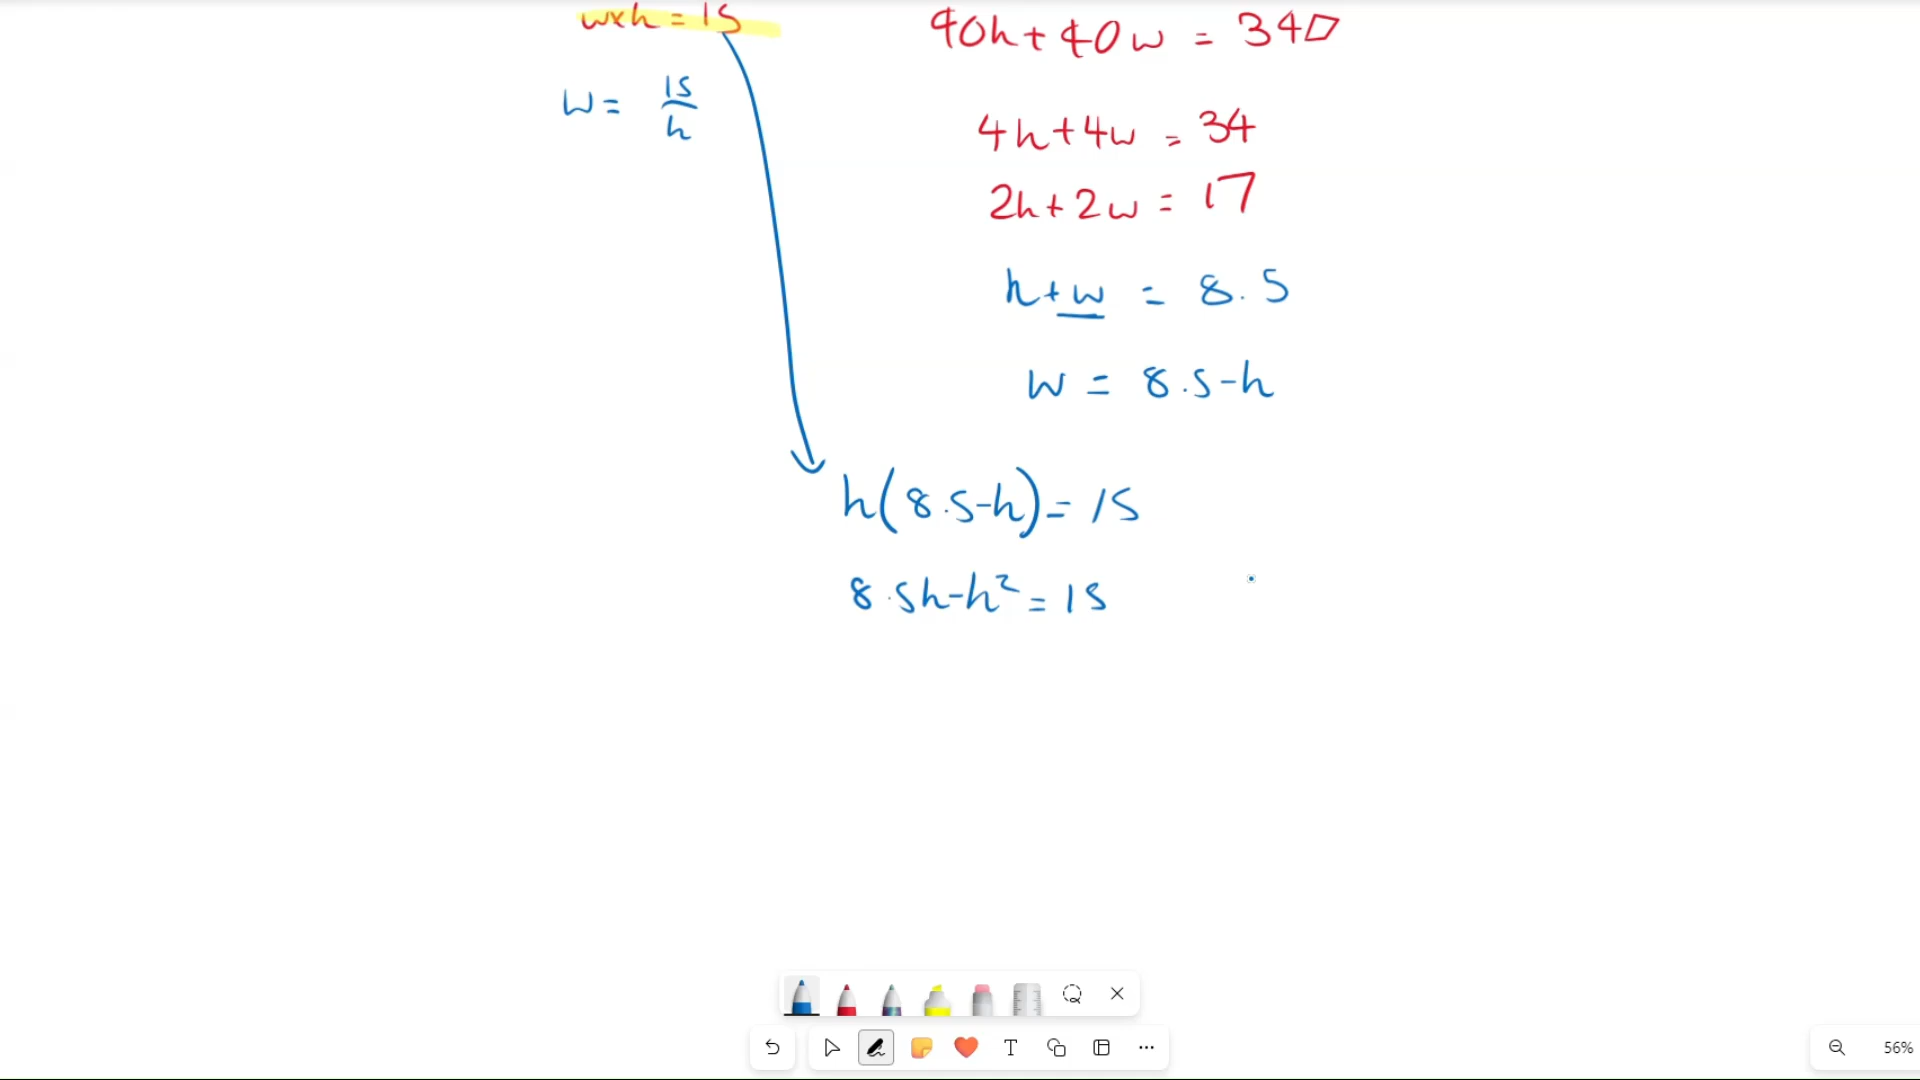 w×h = 15
w = 15/h
40h + 40w = 340
4h + 4w = 34
2h + 2w = 17
h + w = 8.5
w = 8.5 - h
h(8.5 - h) = 15
8.5h - h² = 15
T
56%